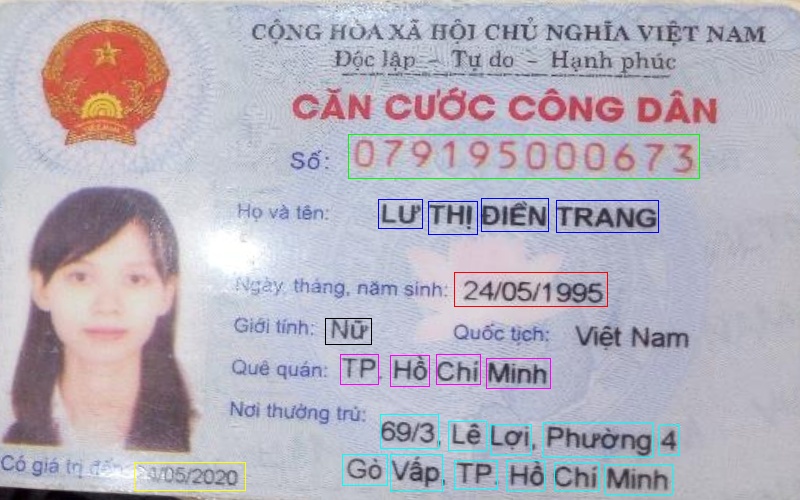 CỘNG HÒA XÃ HỘI CHỦ NGHĨA VIỆT NAM
Độc lập – Tự do – Hạnh phúc
CĂN CƯỚC CÔNG DÂN
Số: 079195000673
Họ và tên: LƯ THỊ ĐIỀN TRANG
Ngày, tháng, năm sinh: 24/05/1995
Giới tính: Nữ Quốc tịch: Việt Nam
Quê quán: TP. Hồ Chí Minh
Nơi thường trú: 69/3, Lê Lợi, Phường 4
Gò Vấp, TP. Hồ Chí Minh
Có giá trị đến: /05/2020